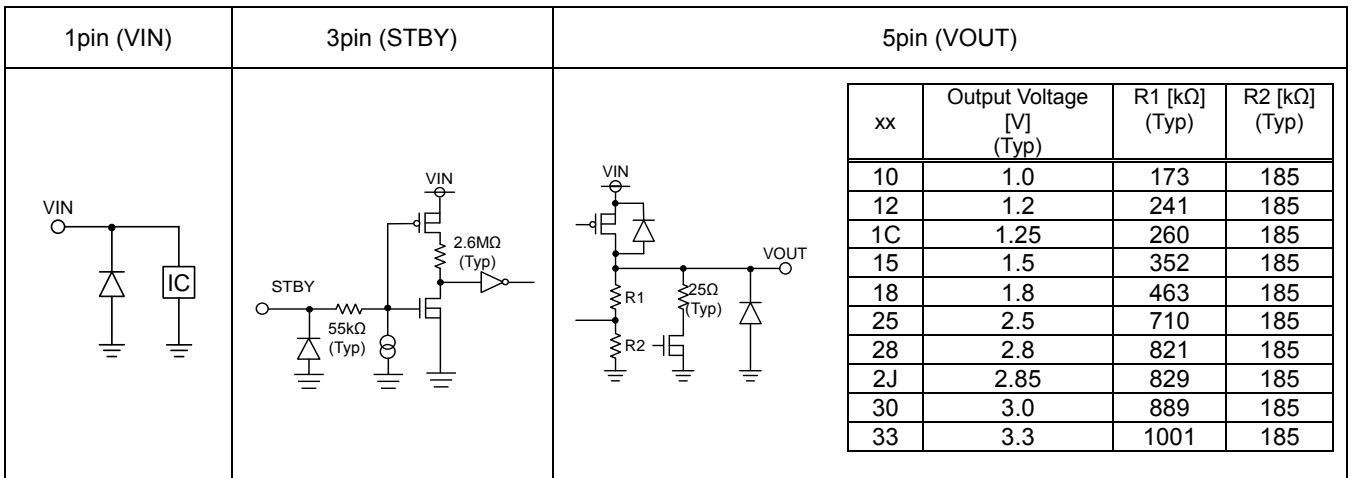 1pin (VIN) 3pin (STBY) 5pin (VOUT)
VIN
IC
VIN
2.6MΩ
(Typ)
STBY
55kΩ
(Typ)
VIN
VOUT
R1
25Ω
(Typ)
R2
xx Output Voltage [V] (Typ) R1 [kΩ] (Typ) R2 [kΩ] (Typ)
10 1.0 173 185
12 1.2 241 185
1C 1.25 260 185
15 1.5 352 185
18 1.8 463 185
25 2.5 710 185
28 2.8 821 185
2J 2.85 829 185
30 3.0 889 185
33 3.3 1001 185